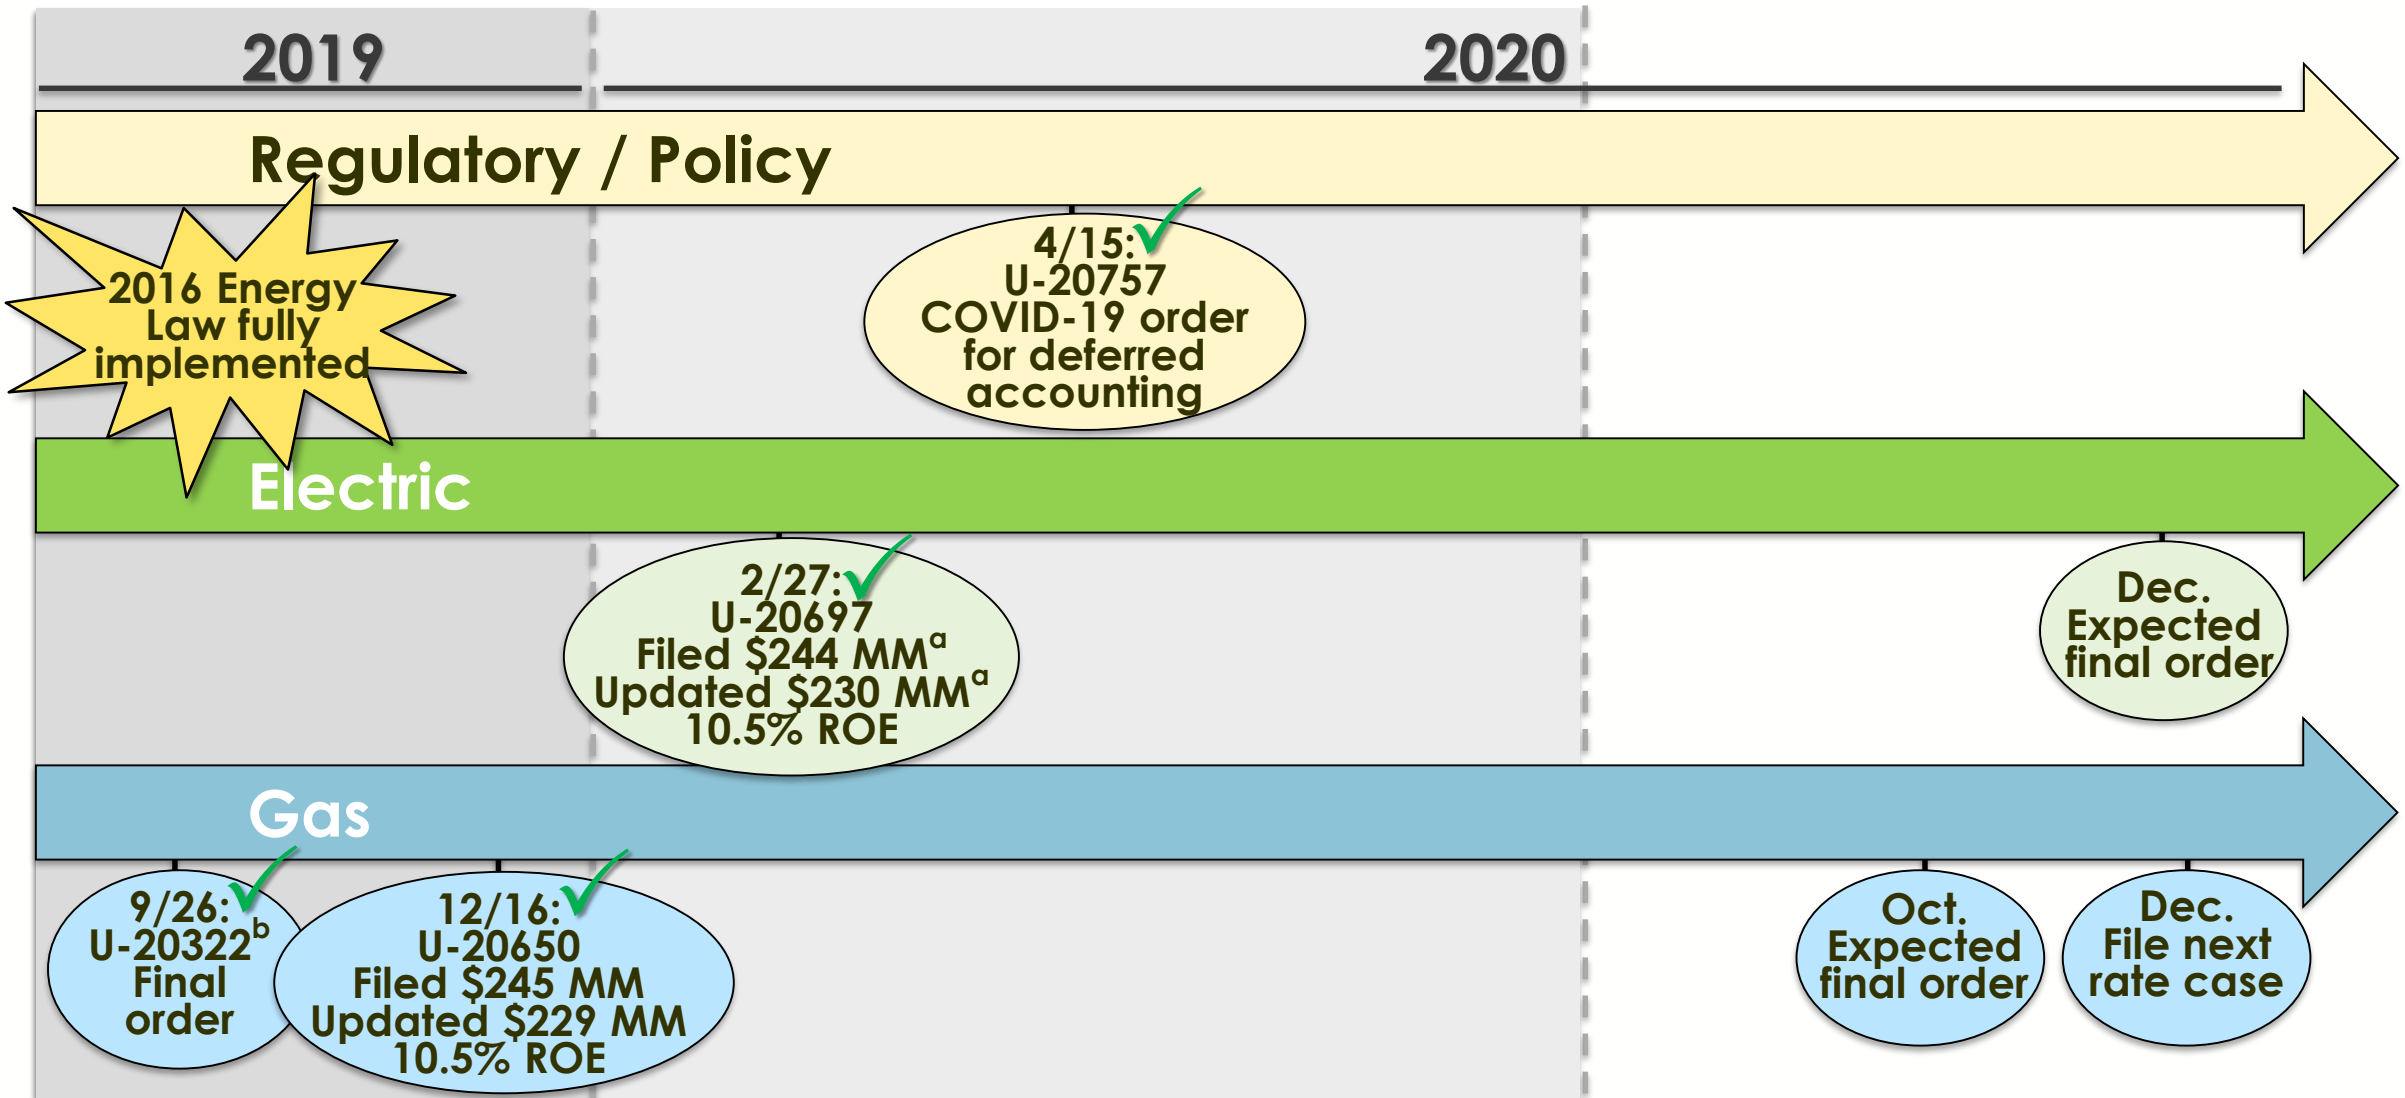 2019
2020
Regulatory / Policy
2016 Energy
Law fully
implemented
4/15:
U-20757
COVID-19 order
for deferred
accounting
Electric
2/27:
U-20697
Filed $244 MMᵃ
Updated $230 MMᵃ
10.5% ROE
Dec.
Expected
final order
Gas
9/26:
U-20322ᵇ
Final
order
12/16:
U-20650
Filed $245 MM
Updated $229 MM
10.5% ROE
Oct.
Expected
final order
Dec.
File next
rate case